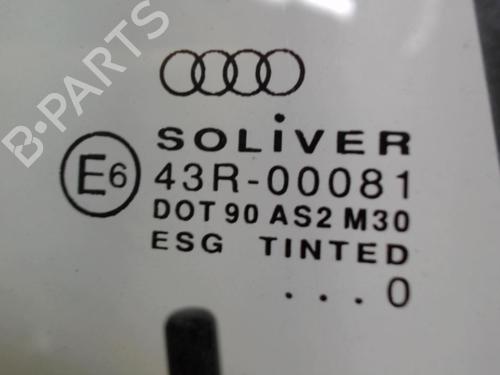 B-PARTS
SOLiVER
E6
43R-00081
DOT 90 AS2 M30
ESG TINTED
...0